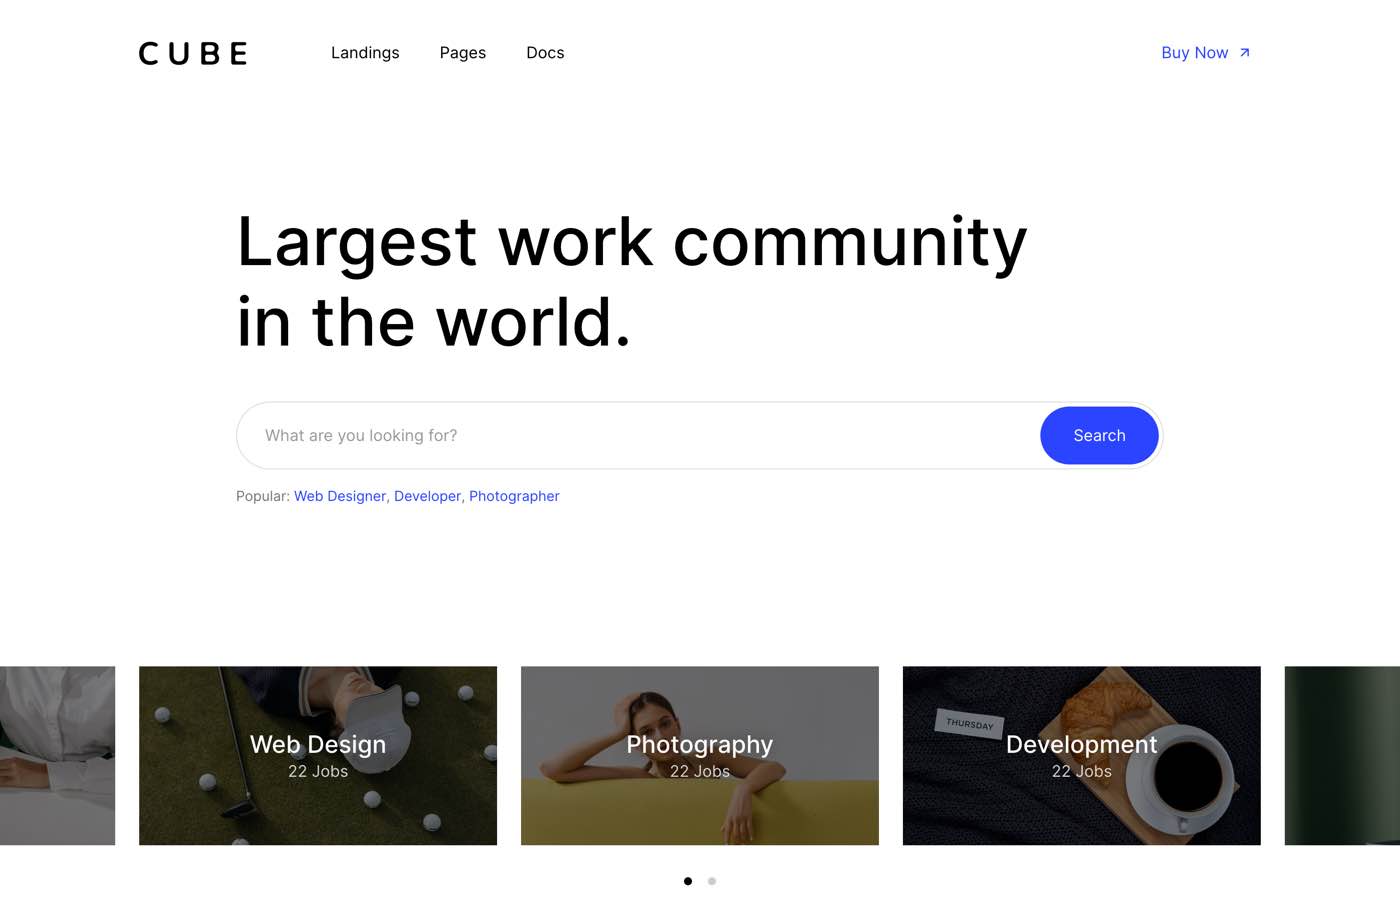 CUBE Landings Pages Docs Buy Now
Largest work community
in the world.
What are you looking for? Search
Popular: Web Designer, Developer, Photographer
THURSDAY
Web Design Photography Development
22 Jobs 22 Jobs 22 Jobs